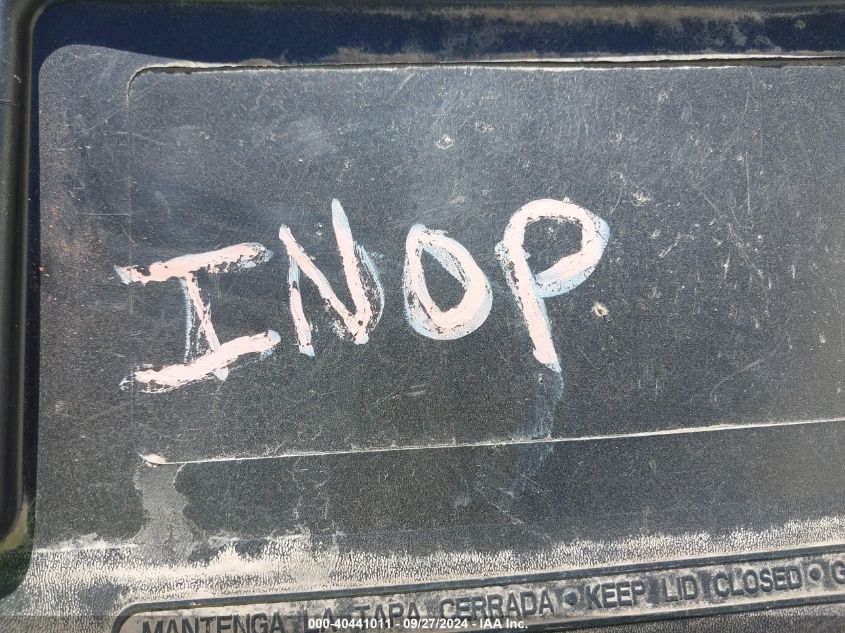 INOP
MANTENGA LA TAPA CERRADA • KEEP LID CLOSED • G
000-40441011 - 09/27/2024 - IAA Inc.